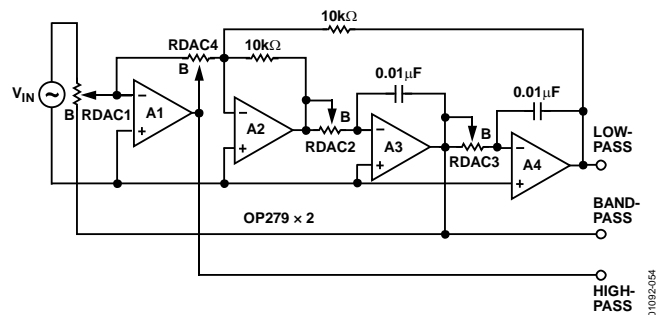 10kΩ
RDAC4
10kΩ
B
0.01μF
0.01μF
VIN
B
RDAC1
A1
A2
B
RDAC2
A3
B
RDAC3
A4
LOW-
PASS
BAND-
PASS
OP279 × 2
HIGH-
PASS
01092-054
−
+
−
+
−
+
−
+